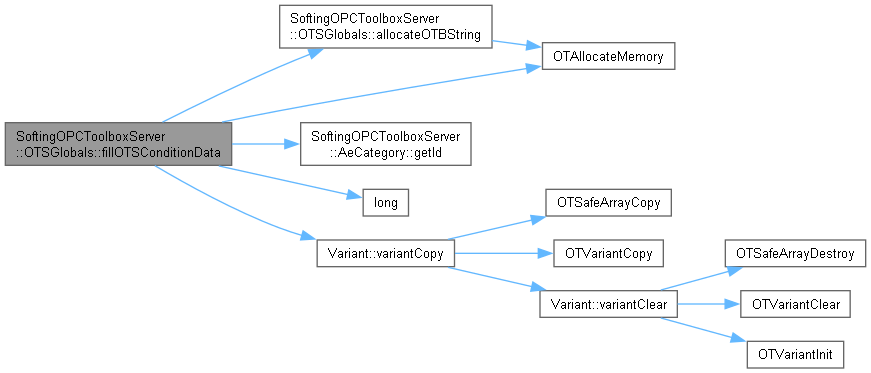 SoftingOPCToolboxServer
::OTSGlobals::allocateOTBString
OTAllocateMemory
SoftingOPCToolboxServer
::OTSGlobals::fillOTSConditionData
SoftingOPCToolboxServer
::AeCategory::getId
long
OTSafeArrayCopy
Variant::variantCopy
OTVariantCopy
OTSafeArrayDestroy
Variant::variantClear
OTVariantClear
OTVariantInit